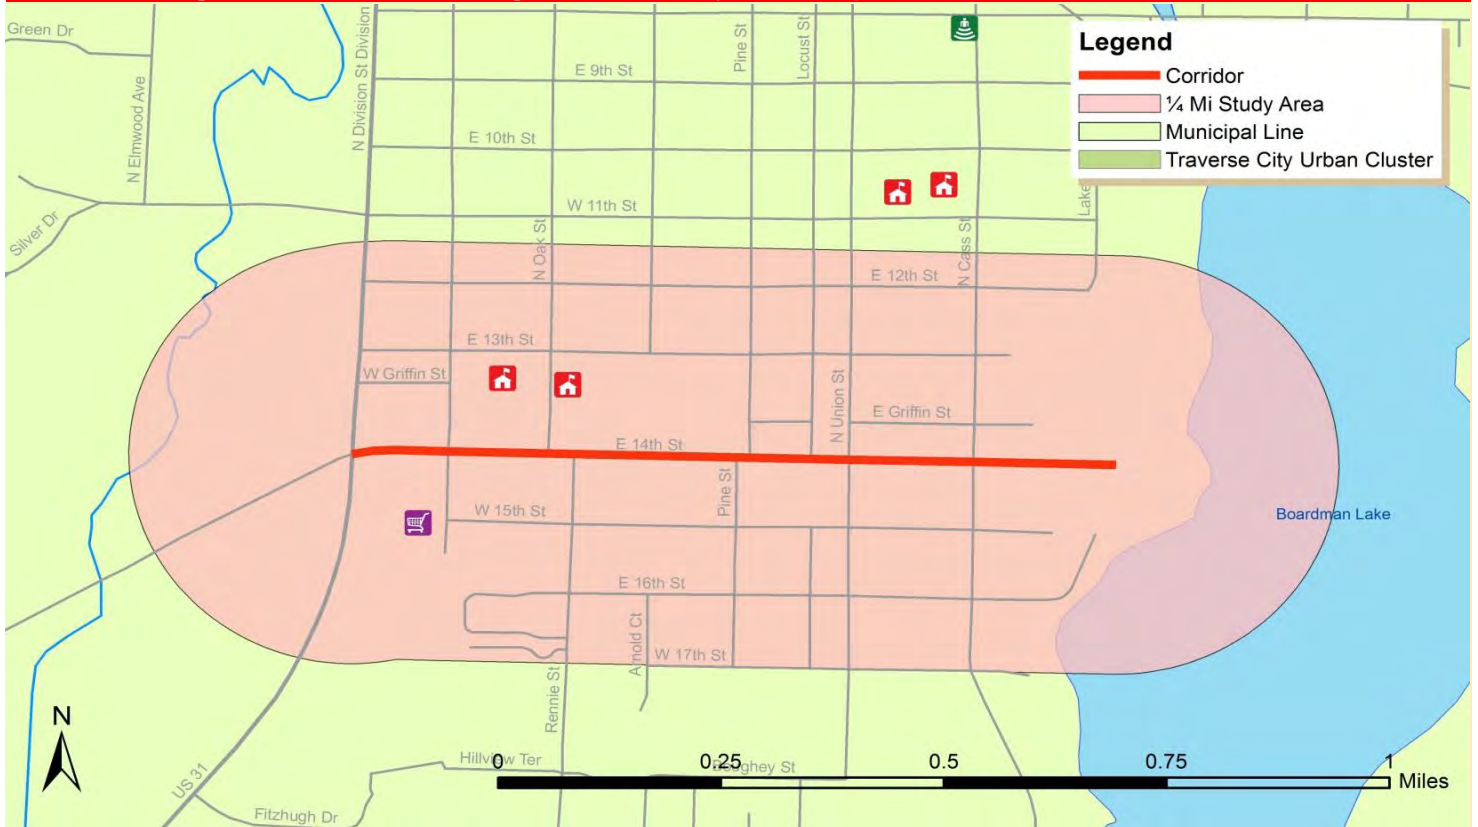 Green Dr
N Elmwood Ave
Silver Dr
N Division St Division
Pine St
Locust St
E 9th St
E 10th St
W 11th St
N Oak St
N Cass St
Lake
E 12th St
E 13th St
W Griffin St
N Union St
E Griffin St
E 14th St
Pine St
W 15th St
E 16th St
Arnold Ct
W 17th St
Rennie St
Hillview Ter
US 31
Fitzhugh Dr
Boardman Lake
Legend
Corridor
¼ Mi Study Area
Municipal Line
Traverse City Urban Cluster
N
0 0.25 0.5 0.75 1
Miles